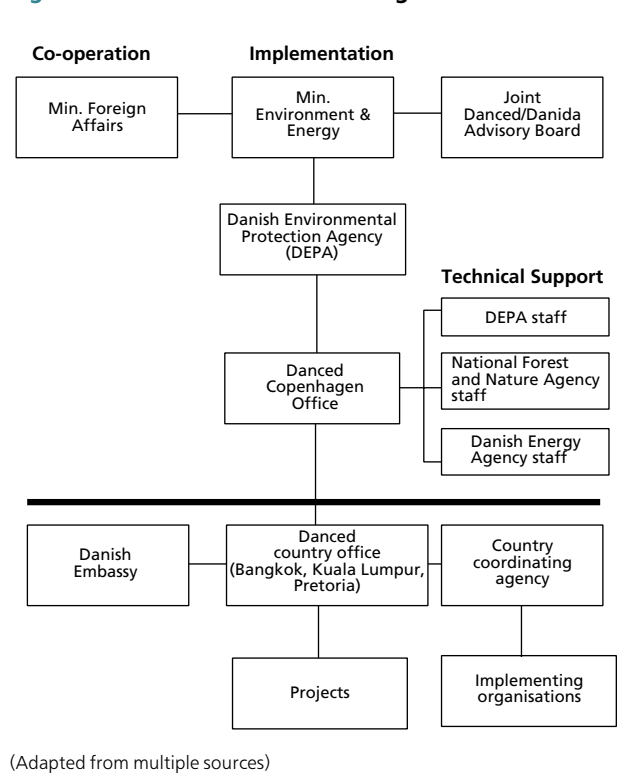 Co-operation
Implementation
Min. Foreign
Affairs
Min.
Environment &
Energy
Joint
Danced/Danida
Advisory Board
Danish Environmental
Protection Agency
(DEPA)
Technical Support
DEPA staff
Danced
Copenhagen
Office
National Forest
and Nature Agency
staff
Danish Energy
Agency staff
Danish
Embassy
Danced
country office
(Bangkok, Kuala Lumpur,
Pretoria)
Country
coordinating
agency
Projects
Implementing
organisations
(Adapted from multiple sources)